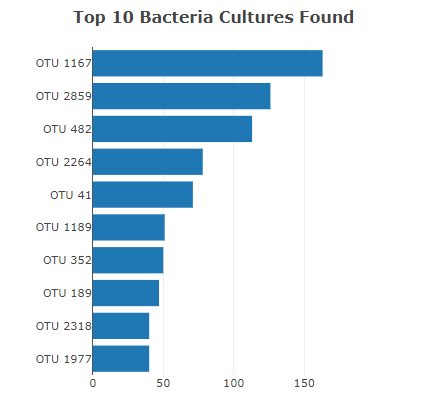 Top 10 Bacteria Cultures Found
OTU 1167
OTU 2859
OTU 482
OTU 2264
OTU 41
OTU 1189
OTU 352
OTU 189
OTU 2318
OTU 1977
0 50 100 150